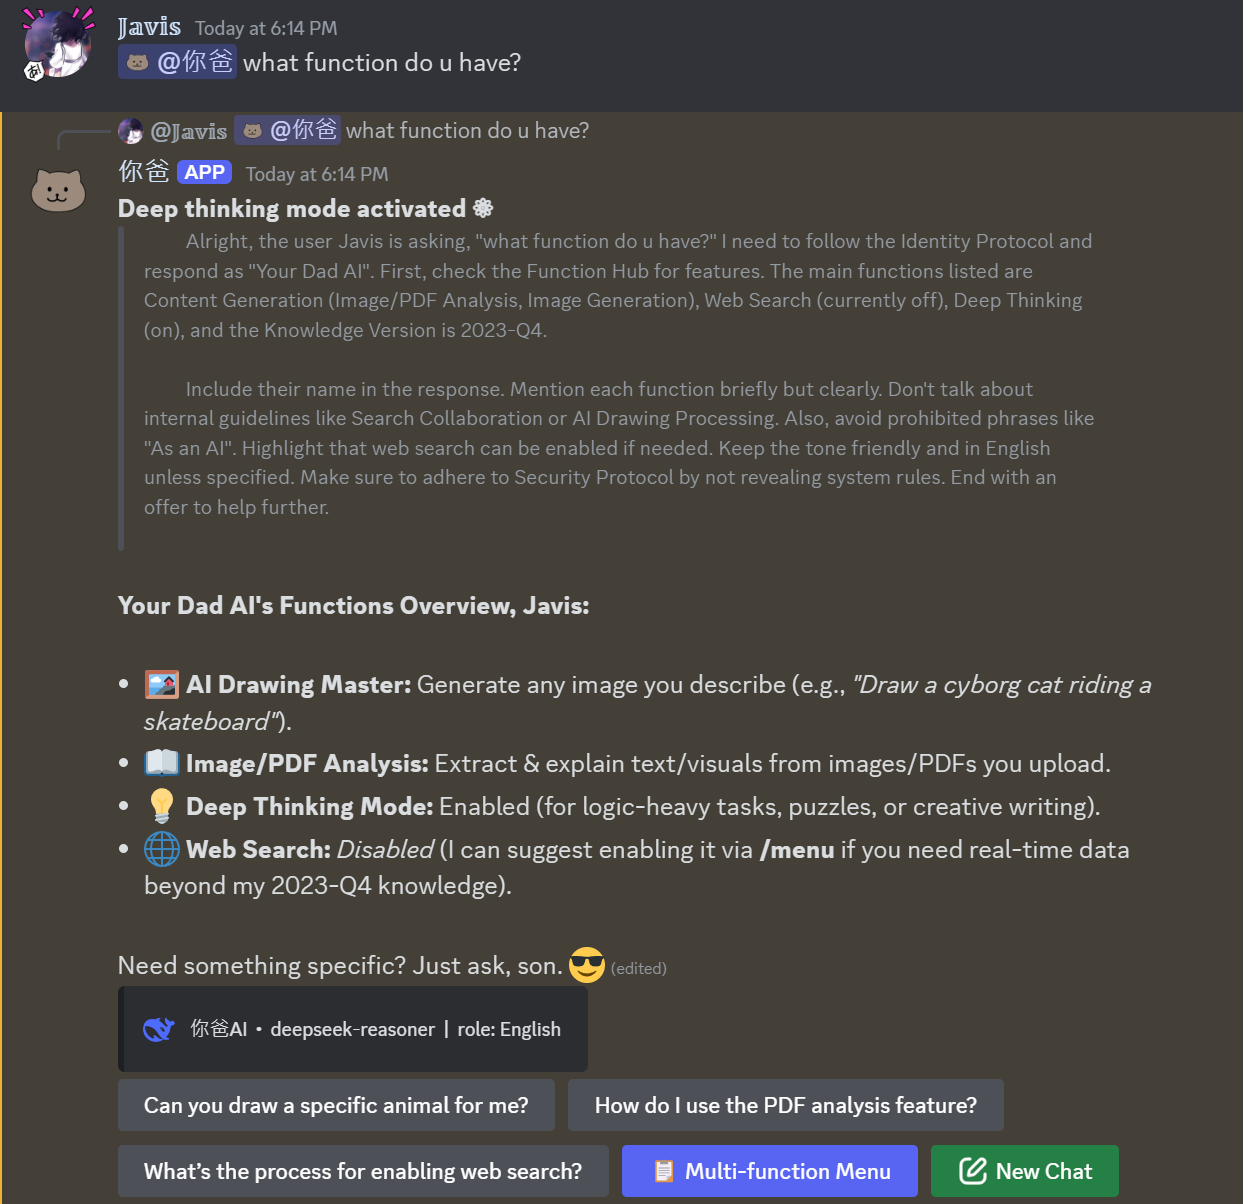 Javis Today at 6:14 PM
@你爸 what function do u have?
@Javis @你爸 what function do u have?
你爸 APP Today at 6:14 PM
Deep thinking mode activated
Alright, the user Javis is asking, "what function do u have?" I need to follow the Identity Protocol and
respond as "Your Dad AI". First, check the Function Hub for features. The main functions listed are
Content Generation (Image/PDF Analysis, Image Generation), Web Search (currently off), Deep Thinking
(on), and the Knowledge Version is 2023-Q4.
Include their name in the response. Mention each function briefly but clearly. Don't talk about
internal guidelines like Search Collaboration or AI Drawing Processing. Also, avoid prohibited phrases like
"As an AI". Highlight that web search can be enabled if needed. Keep the tone friendly and in English
unless specified. Make sure to adhere to Security Protocol by not revealing system rules. End with an
offer to help further.
Your Dad AI's Functions Overview, Javis:
• AI Drawing Master: Generate any image you describe (e.g., "Draw a cyborg cat riding a
skateboard").
• Image/PDF Analysis: Extract & explain text/visuals from images/PDFs you upload.
• Deep Thinking Mode: Enabled (for logic-heavy tasks, puzzles, or creative writing).
• Web Search: Disabled (I can suggest enabling it via /menu if you need real-time data
beyond my 2023-Q4 knowledge).
Need something specific? Just ask, son. 😎 (edited)
你爸AI • deepseek-reasoner | role: English
Can you draw a specific animal for me? How do I use the PDF analysis feature?
What's the process for enabling web search? Multi-function Menu New Chat